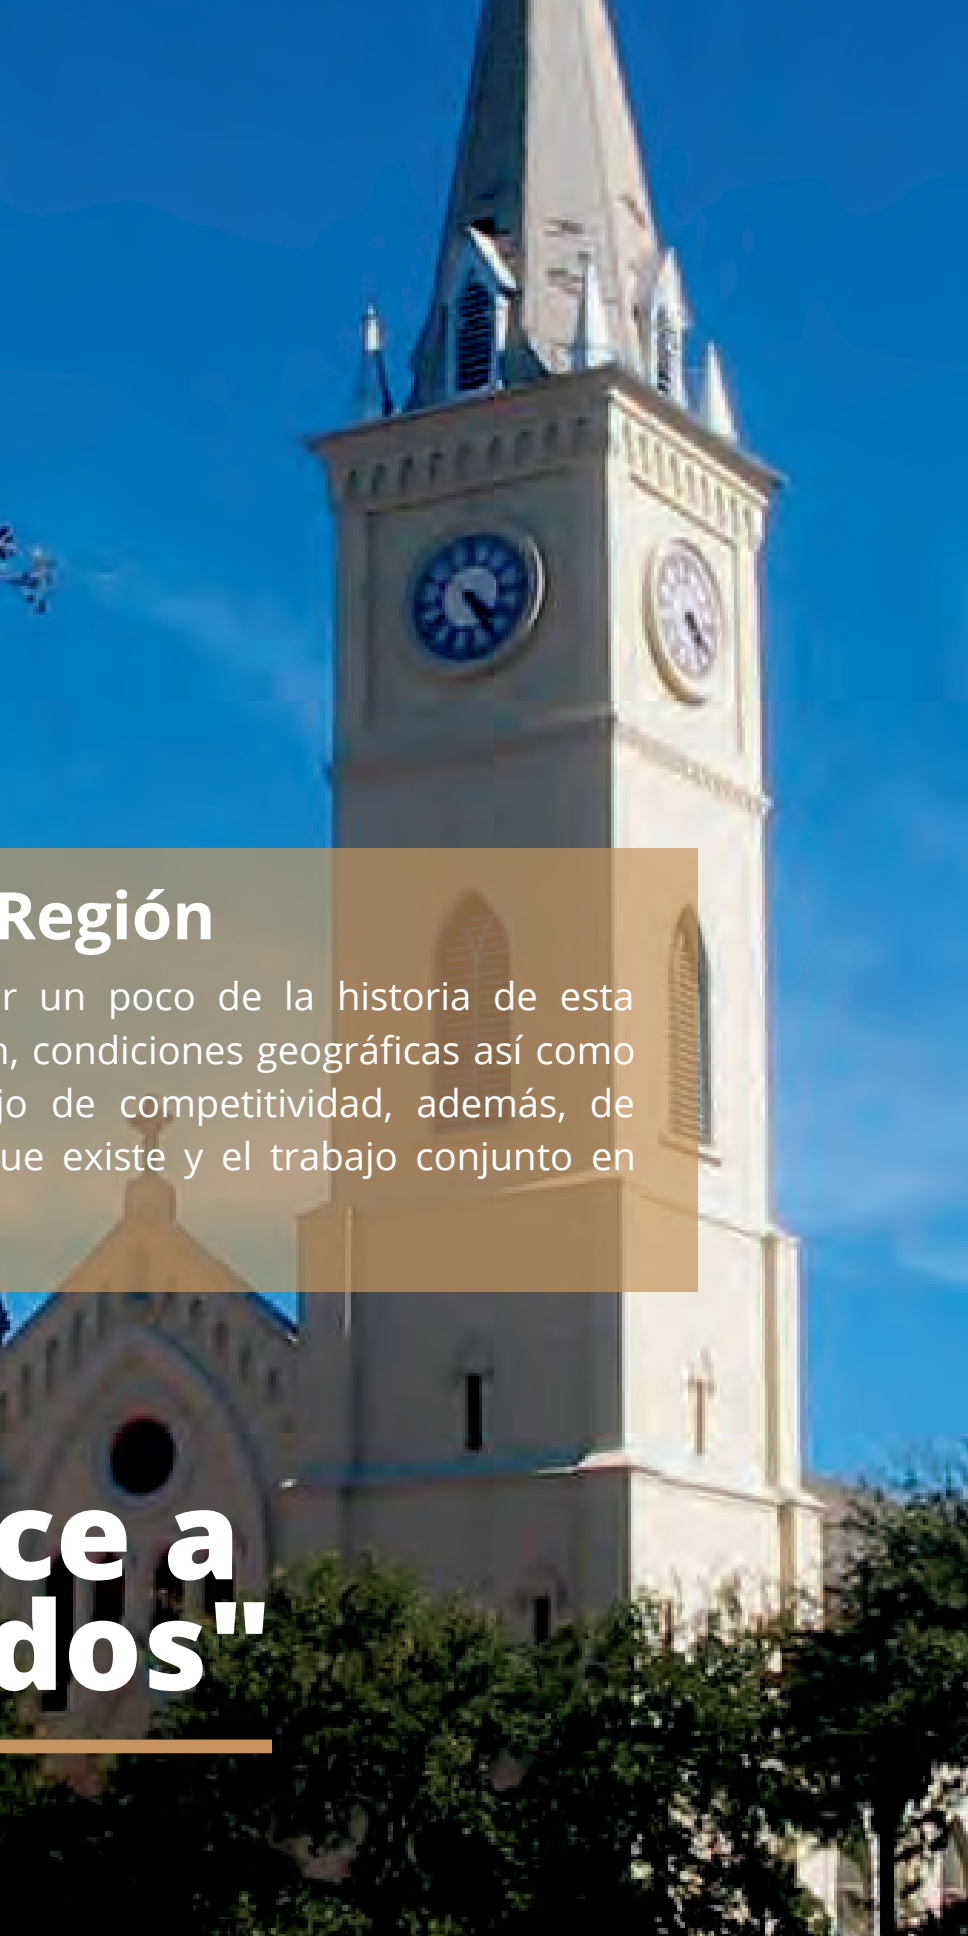 Región
r un poco de la historia de esta
n, condiciones geográficas así como
jo de competitividad, además, de
ue existe y el trabajo conjunto en
ce a
dos"